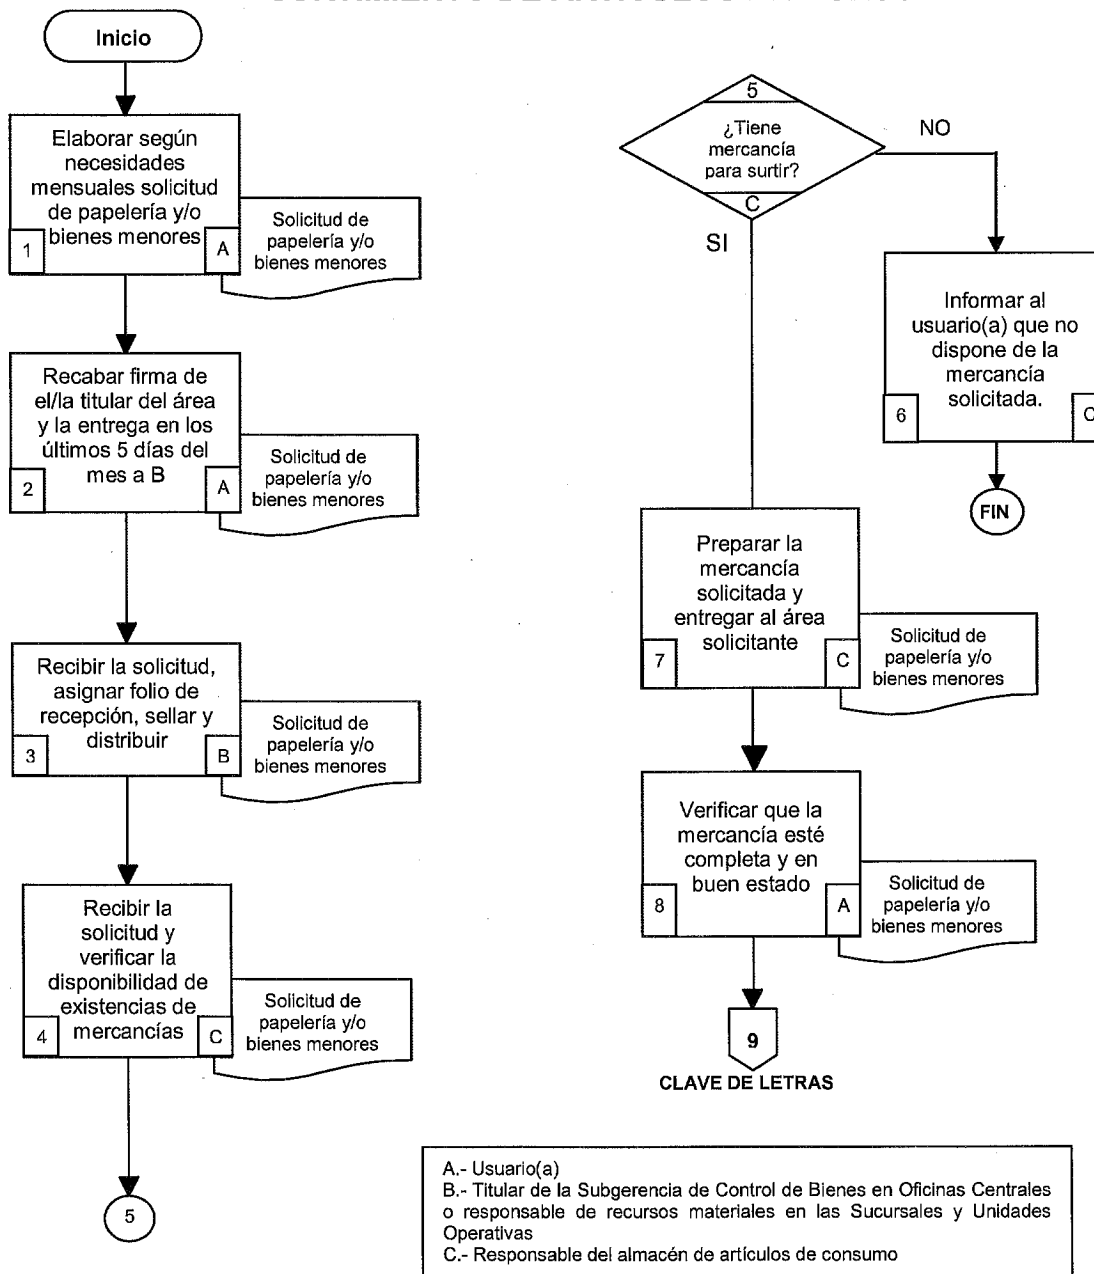 Inicio
Elaborar según
necesidades
mensuales solicitud
de papelería y/o
bienes menores
1
A
Solicitud de
papelería y/o
bienes menores
Recabar firma de
el/la titular del área
y la entrega en los
últimos 5 días del
mes a B
2
A
Solicitud de
papelería y/o
bienes menores
Recibir la solicitud,
asignar folio de
recepción, sellar y
distribuir
3
B
Solicitud de
papelería y/o
bienes menores
Recibir la
solicitud y
verificar la
disponibilidad de
existencias de
mercancías
4
C
Solicitud de
papelería y/o
bienes menores
5
5
¿Tiene
mercancía
para surtir?
C
NO
SI
Informar al
usuario(a) que no
dispone de la
mercancía
solicitada.
6
C
FIN
Preparar la
mercancía
solicitada y
entregar al área
solicitante
7
C
Solicitud de
papelería y/o
bienes menores
Verificar que la
mercancía esté
completa y en
buen estado
8
A
Solicitud de
papelería y/o
bienes menores
9
CLAVE DE LETRAS
A.- Usuario(a)
B.- Titular de la Subgerencia de Control de Bienes en Oficinas Centrales
o responsable de recursos materiales en las Sucursales y Unidades
Operativas
C.- Responsable del almacén de artículos de consumo